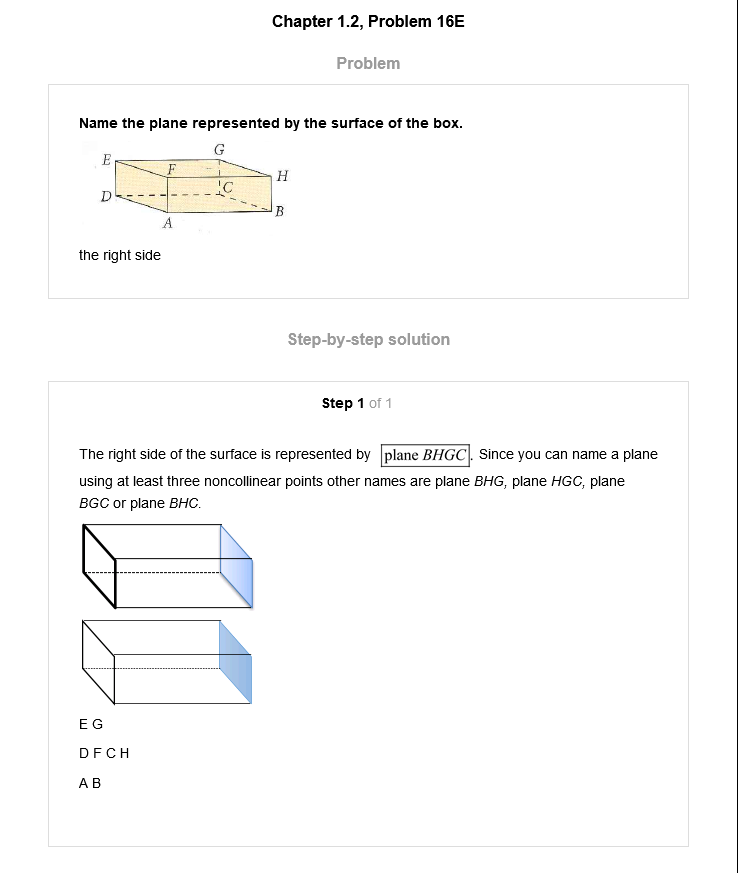 Chapter 1.2, Problem 16E
Problem
Name the plane represented by the surface of the box.
G
E
F
H
C
D
B
A
the right side
Step-by-step solution
Step 1 of 1
The right side of the surface is represented by plane BHGC. Since you can name a plane
using at least three noncollinear points other names are plane BHG, plane HGC, plane
BGC or plane BHC.
E G
D F C H
A B